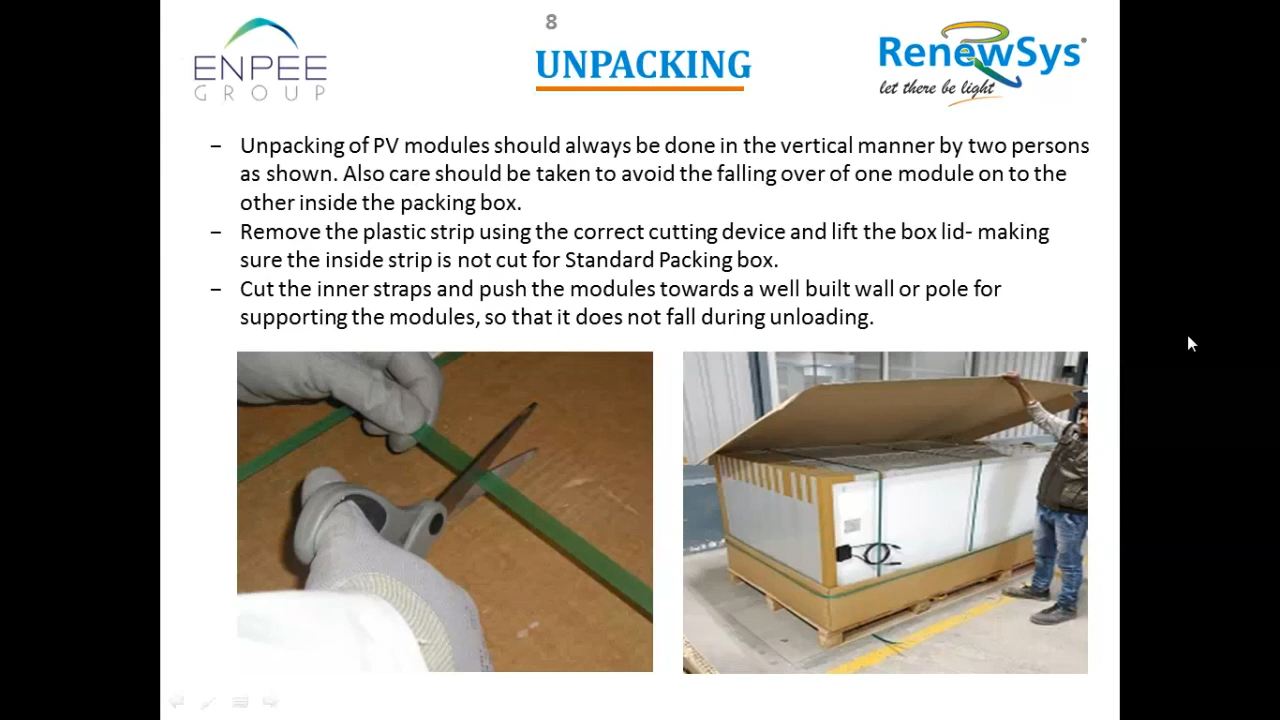 8
ENPEE
GROUP
UNPACKING
RenewSys
let there be light
− Unpacking of PV modules should always be done in the vertical manner by two persons
as shown. Also care should be taken to avoid the falling over of one module on to the
other inside the packing box.
− Remove the plastic strip using the correct cutting device and lift the box lid- making
sure the inside strip is not cut for Standard Packing box.
− Cut the inner straps and push the modules towards a well built wall or pole for
supporting the modules, so that it does not fall during unloading.